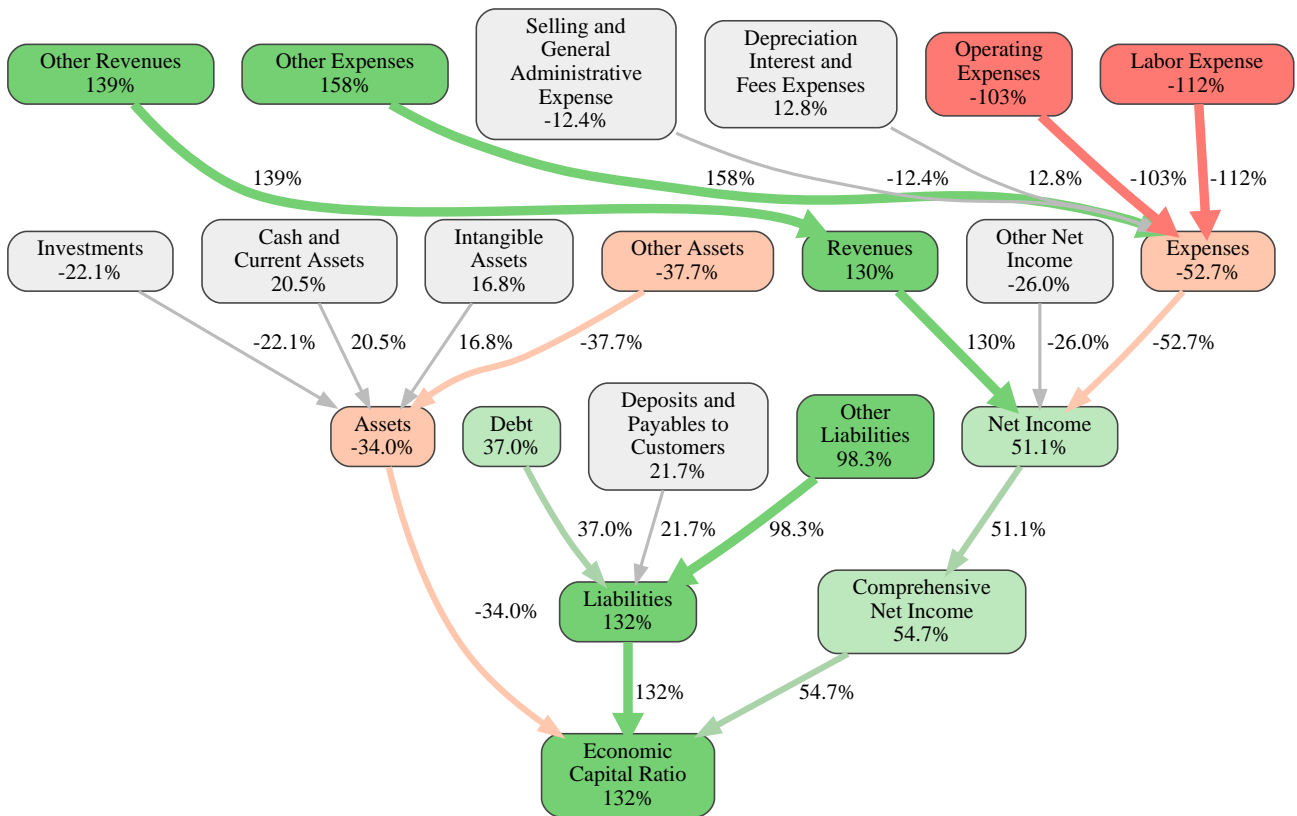 Other Revenues
139%
Other Expenses
158%
Selling and
General
Administrative
Expense
-12.4%
Depreciation
Interest and
Fees Expenses
12.8%
Operating
Expenses
-103%
Labor Expense
-112%
139%
158%
-12.4%
12.8%
-103%
-112%
Investments
-22.1%
Cash and
Current Assets
20.5%
Intangible
Assets
16.8%
Other Assets
-37.7%
Revenues
130%
Other Net
Income
-26.0%
Expenses
-52.7%
-22.1%
20.5%
16.8%
-37.7%
130%
-26.0%
-52.7%
Assets
-34.0%
Debt
37.0%
Deposits and
Payables to
Customers
21.7%
Other
Liabilities
98.3%
Net Income
51.1%
37.0%
21.7%
98.3%
51.1%
-34.0%
Liabilities
132%
Comprehensive
Net Income
54.7%
132%
54.7%
Economic
Capital Ratio
132%